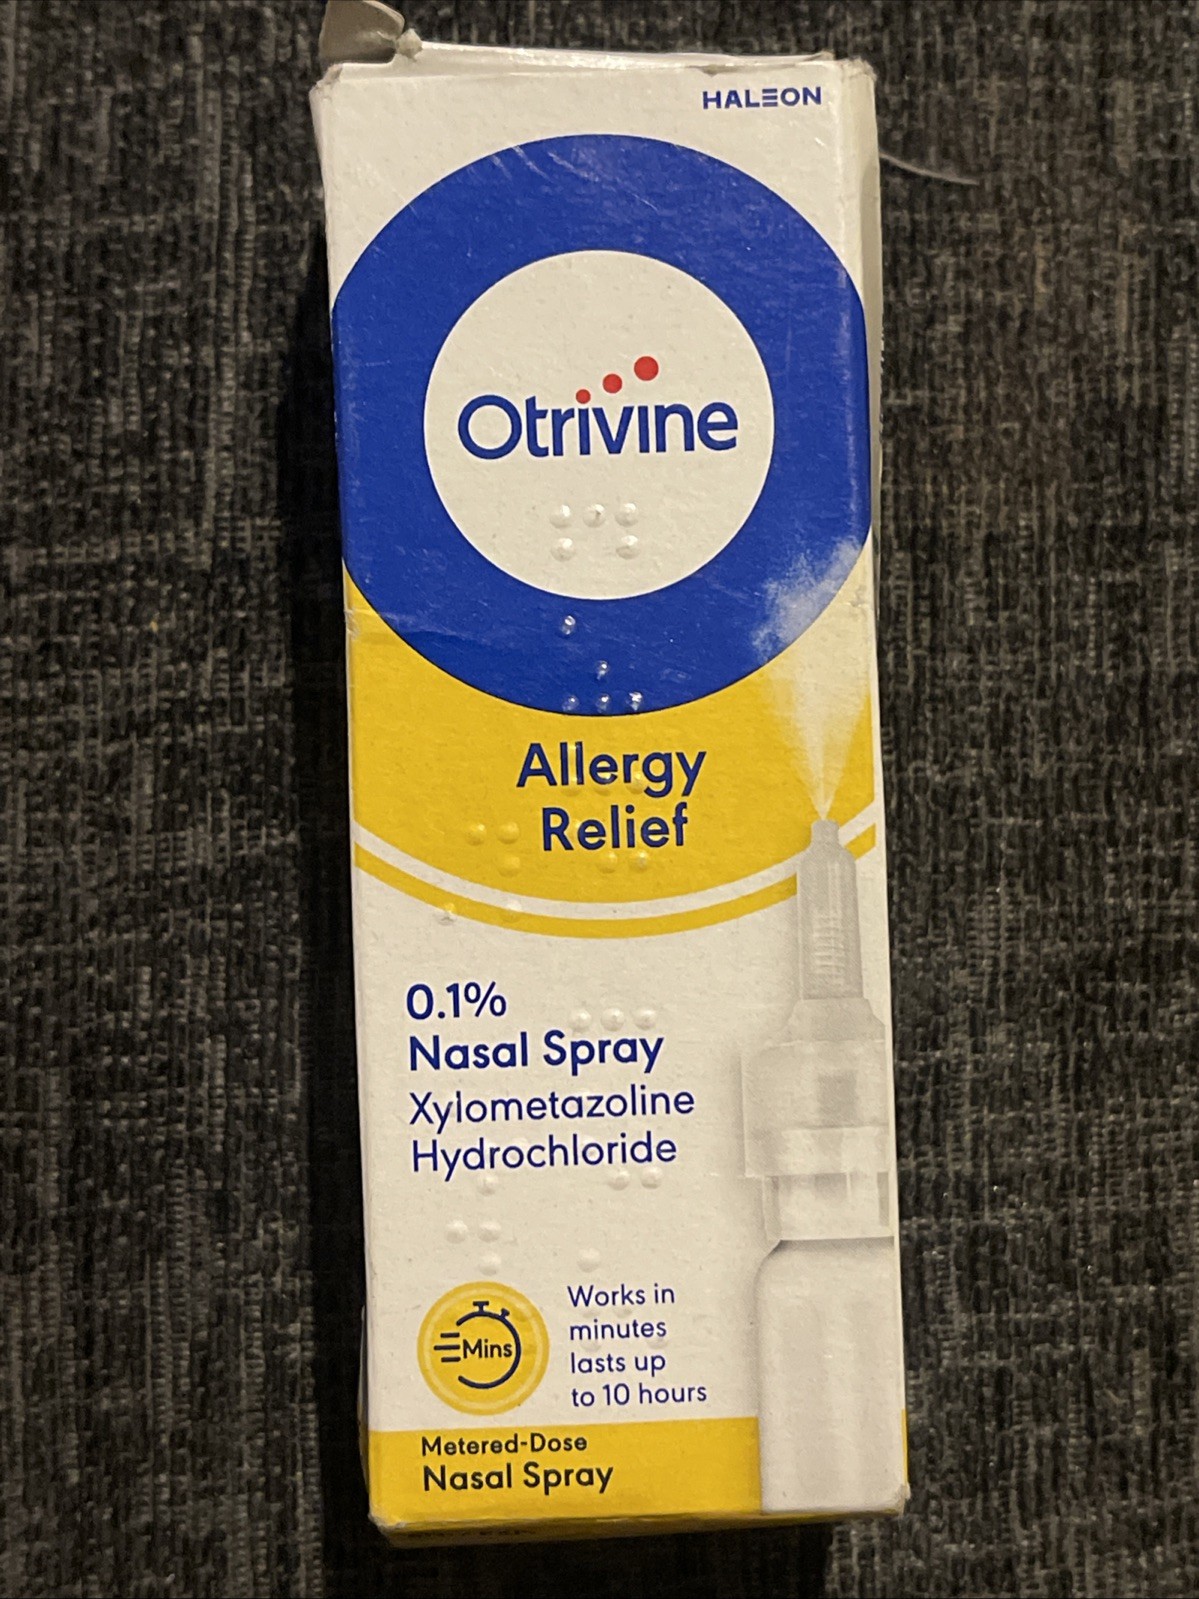 HALEON
Otrivine
Allergy
Relief
0.1%
Nasal Spray
Xylometazoline
Hydrochloride
Mins
Works in
minutes
lasts up
to 10 hours
Metered-Dose
Nasal Spray